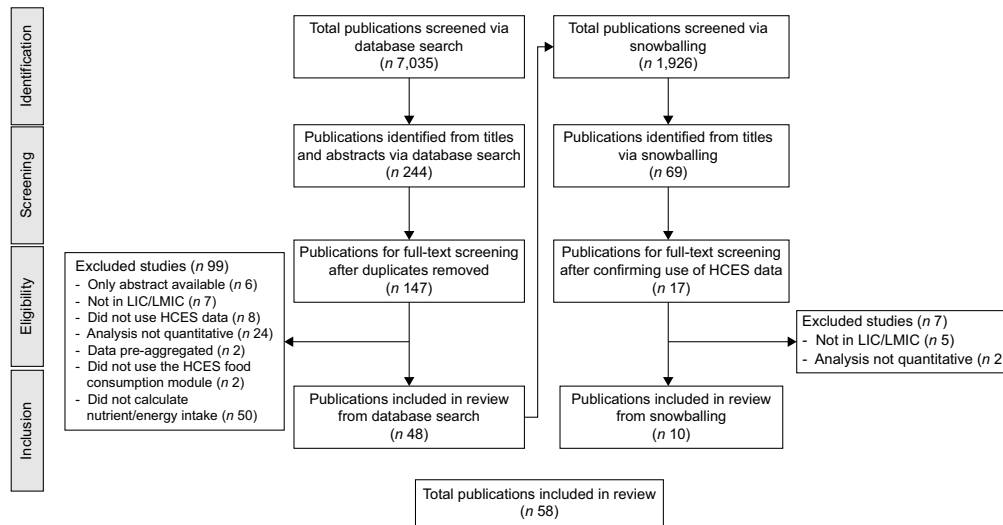 Identification
Total publications screened via
database search
(n 7,035)
Total publications screened via
snowballing
(n 1,926)
Screening
Publications identified from titles
and abstracts via database search
(n 244)
Publications identified from titles
via snowballing
(n 69)
Eligibility
Publications for full-text screening
after duplicates removed
(n 147)
Publications for full-text screening
after confirming use of HCES data
(n 17)
Excluded studies (n 99)
- Only abstract available (n 6)
- Not in LIC/LMIC (n 7)
- Did not use HCES data (n 8)
- Analysis not quantitative (n 24)
- Data pre-aggregated (n 2)
- Did not use the HCES food
consumption module (n 2)
- Did not calculate
nutrient/energy intake (n 50)
Excluded studies (n 7)
- Not in LIC/LMIC (n 5)
- Analysis not quantitative (n 2
Inclusion
Publications included in review
from database search
(n 48)
Publications included in review
from snowballing
(n 10)
Total publications included in review
(n 58)